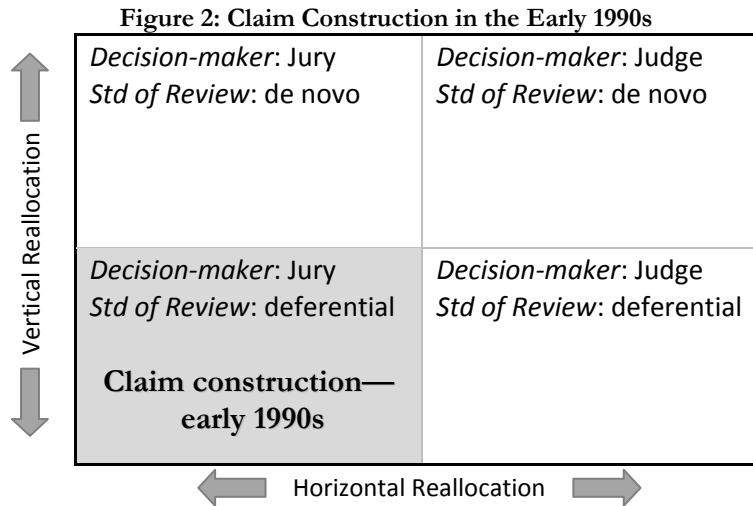 Figure 2: Claim Construction in the Early 1990s
Decision-maker: Jury
Std of Review: de novo
Decision-maker: Judge
Std of Review: de novo
Vertical Reallocation
Decision-maker: Jury
Std of Review: deferential
Claim construction—
early 1990s
Decision-maker: Judge
Std of Review: deferential
Horizontal Reallocation